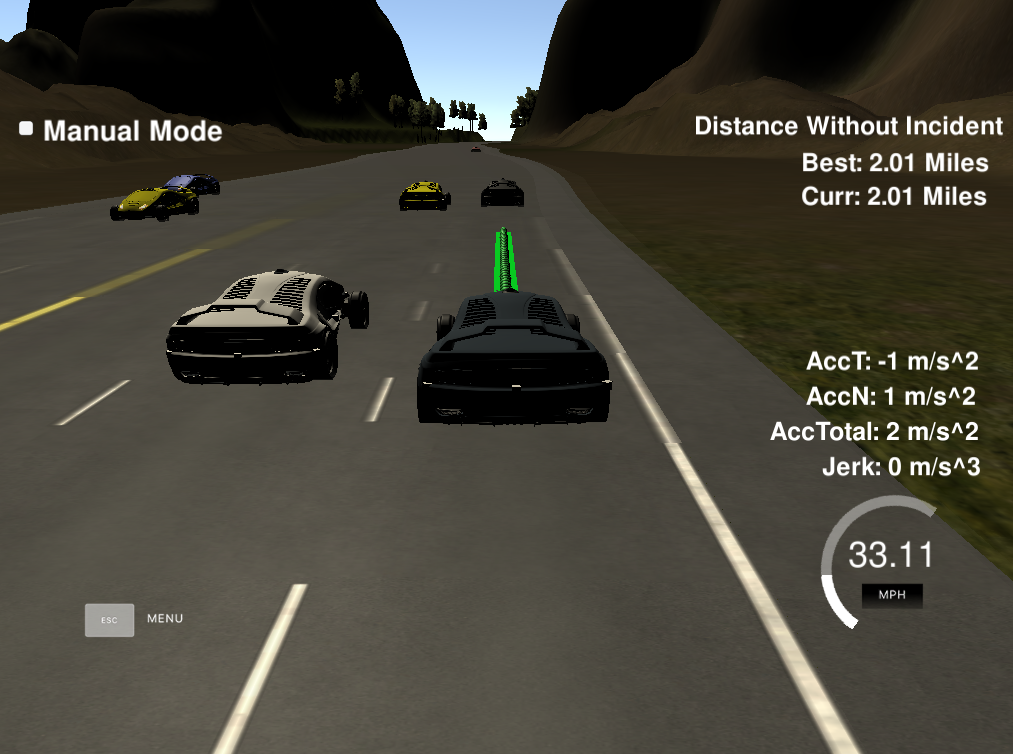 Manual Mode
Distance Without Incident
Best: 2.01 Miles
Curr: 2.01 Miles
AccT: -1 m/s^2
AccN: 1 m/s^2
AccTotal: 2 m/s^2
Jerk: 0 m/s^3
33.11
MPH
ESC MENU